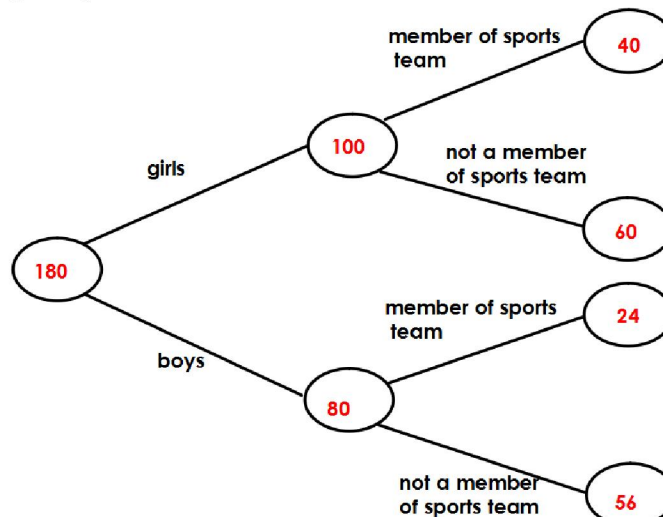 member of sports
team
40
100
girls
not a member
of sports team
60
180
member of sports
team
24
boys
80
not a member
of sports team
56